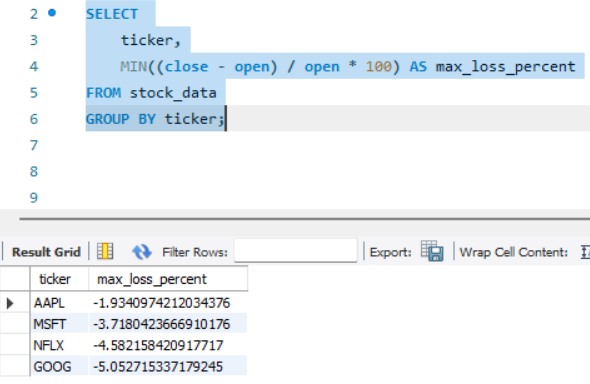 2 SELECT
3 ticker,
4 MIN((close - open) / open * 100) AS max_loss_percent
5 FROM stock_data
6 GROUP BY ticker;
7
8
9
Result Grid Filter Rows: Export: Wrap Cell Content:
ticker max_loss_percent
AAPL -1.9340974212034376
MSFT -3.7180423666910176
NFLX -4.582158420917717
GOOG -5.052715337179245